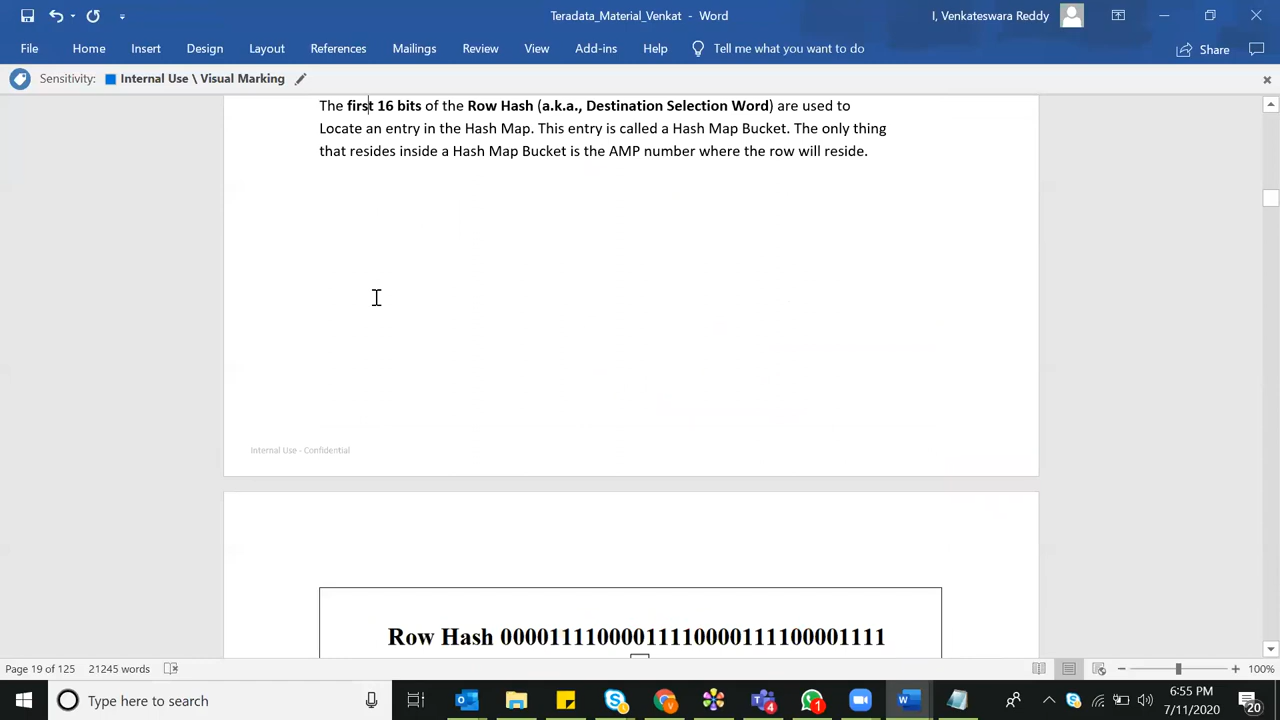 Teradata_Material_Venkat - Word
I, Venkateswara Reddy
File Home Insert Design Layout References Mailings Review View Add-ins Help Tell me what you want to do Share
Sensitivity: Internal Use \ Visual Marking
The first 16 bits of the Row Hash (a.k.a., Destination Selection Word) are used to
Locate an entry in the Hash Map. This entry is called a Hash Map Bucket. The only thing
that resides inside a Hash Map Bucket is the AMP number where the row will reside.
Internal Use - Confidential
Row Hash 00001111000011110000111100001111
Page 19 of 125 21245 words 100%
Type here to search
1
4
1
6:55 PM
7/11/2020
20